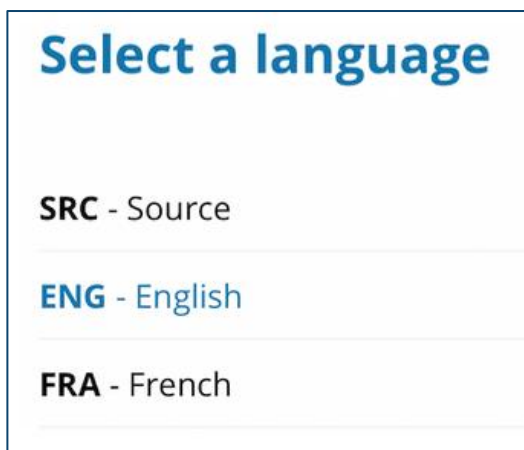 Select a language
SRC - Source
ENG - English
FRA - French